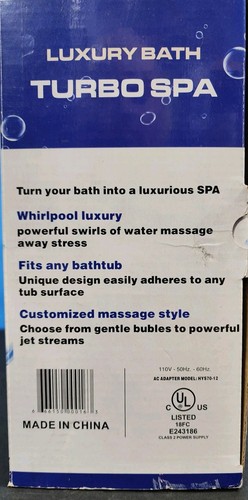 LUXURY BATH
TURBO SPA
Turn your bath into a luxurious SPA
Whirlpool luxury
powerful swirls of water massage
away stress
Fits any bathtub
Unique design easily adheres to any
tub surface
Customized massage style
Choose from gentle bubles to powerful
jet streams
110V - 50Hz. - 60Hz.
AC ADAPTER MODEL: HYS70-12
C UL US
LISTED
16FC
E243186
CLASS 2 POWER SUPPLY
MADE IN CHINA